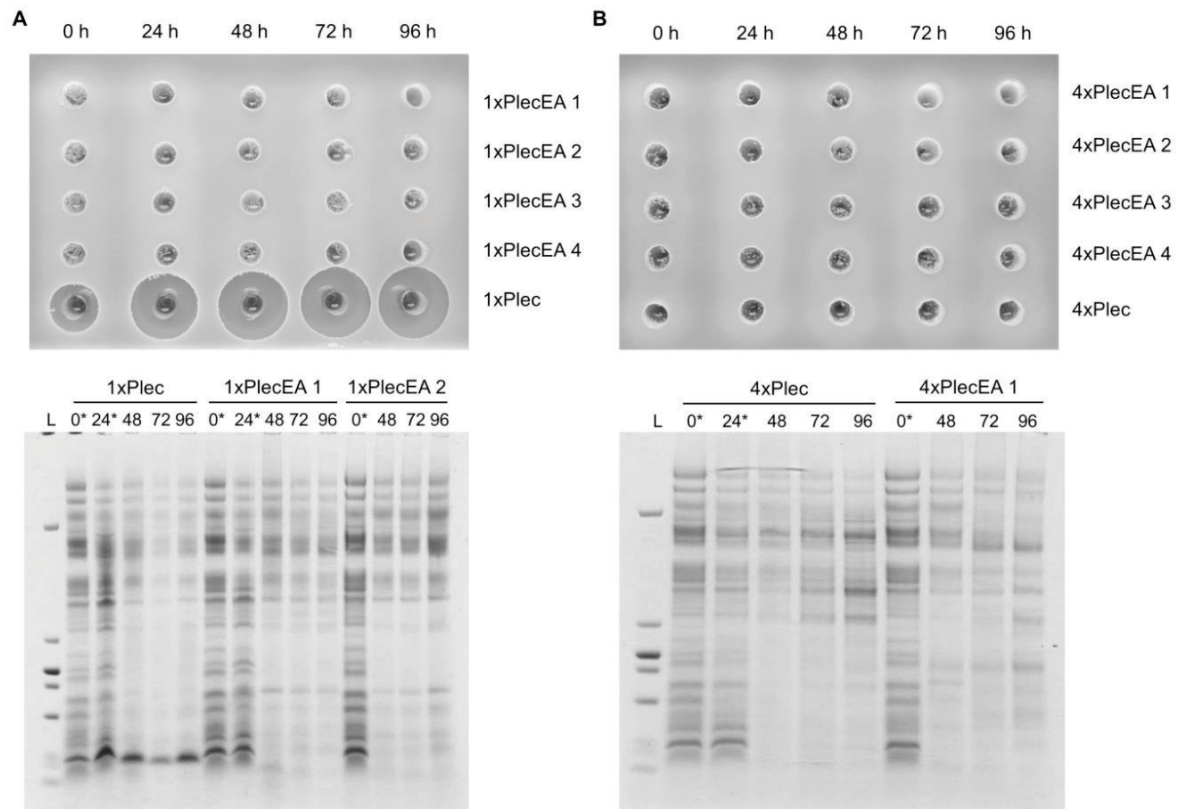 A
0 h 24 h 48 h 72 h 96 h
1xPlecEA 1
1xPlecEA 2
1xPlecEA 3
1xPlecEA 4
1xPlec
1xPlec 1xPlecEA 1 1xPlecEA 2
L 0* 24* 48 72 96 0* 24* 48 72 96 0* 48 72 96
B
0 h 24 h 48 h 72 h 96 h
4xPlecEA 1
4xPlecEA 2
4xPlecEA 3
4xPlecEA 4
4xPlec
4xPlec 4xPlecEA 1
L 0* 24* 48 72 96 0* 48 72 96